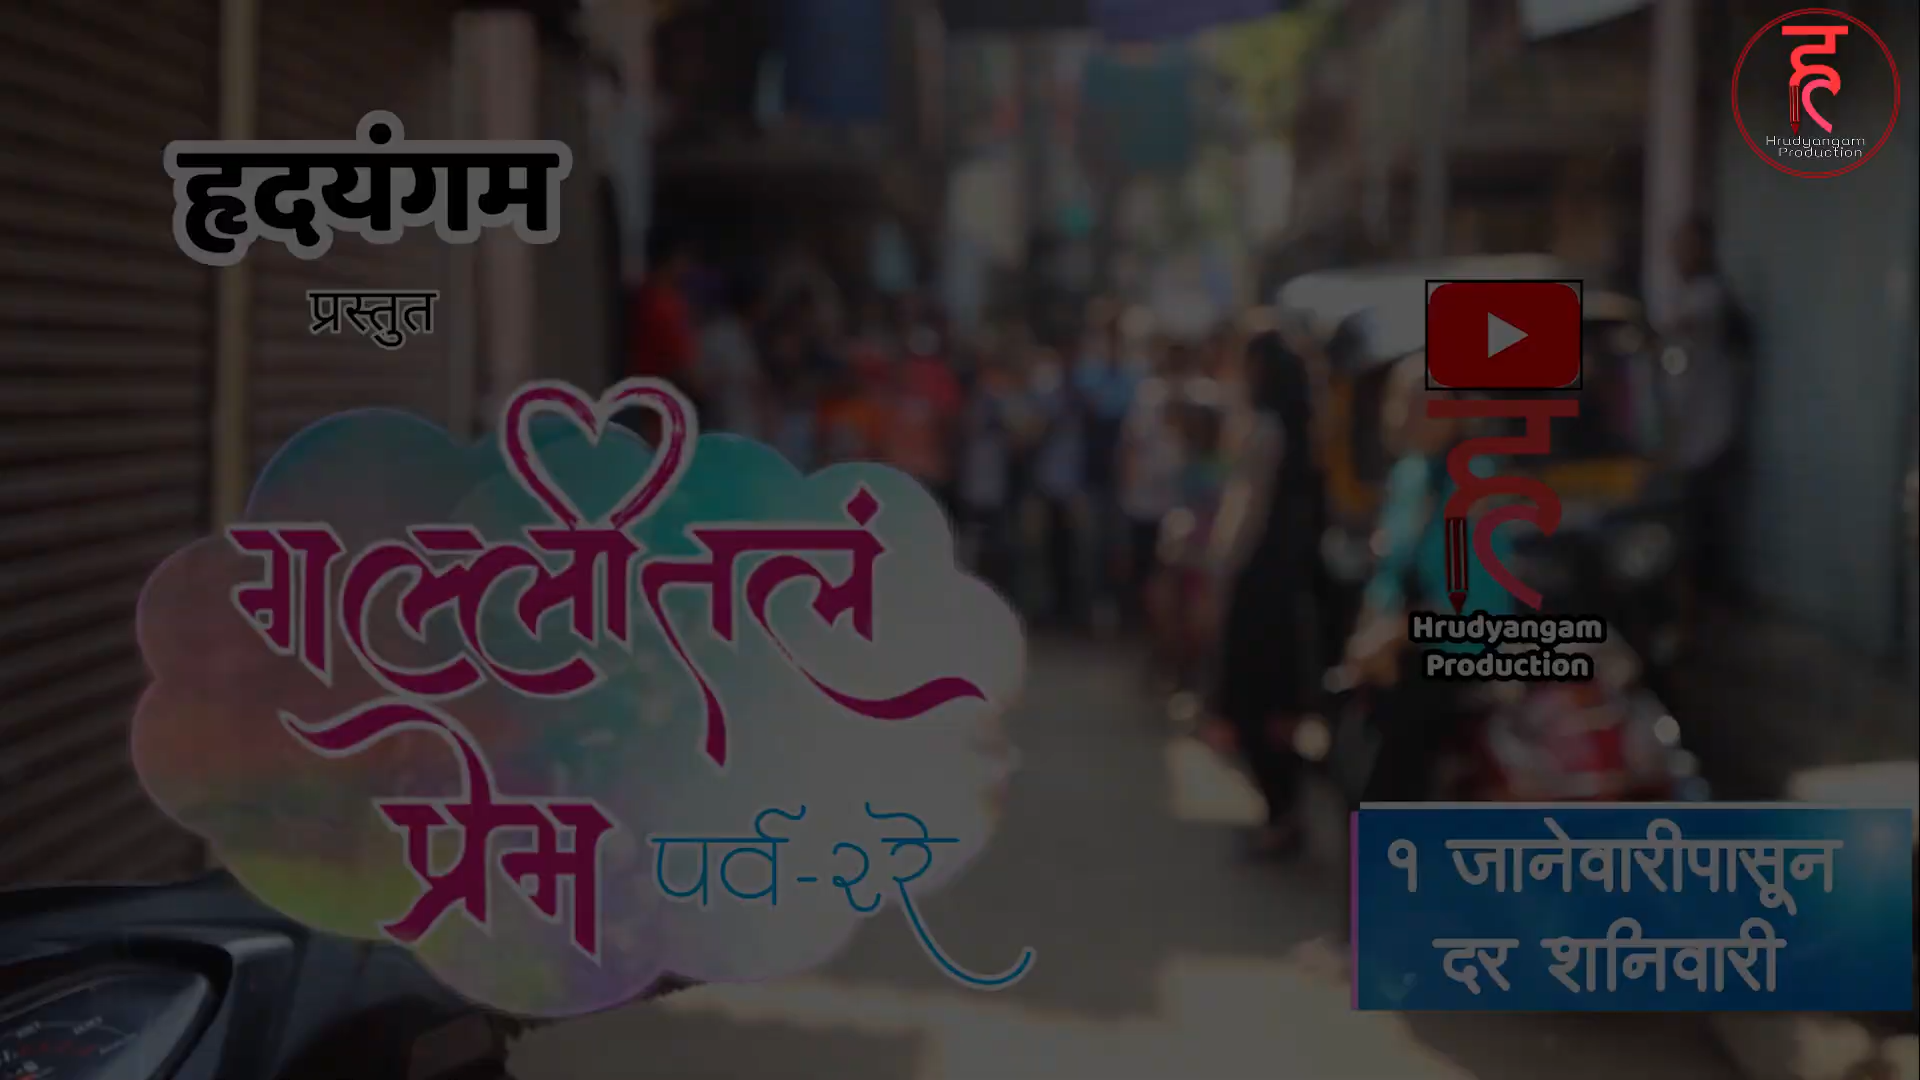 हृदयंगम
प्रस्तुत
गल्लीतलं
प्रेम पर्व-२रे
ह
Hrudyangam
Production
ह
Hrudyangam
Production
१ जानेवारीपासून
दर शनिवारी